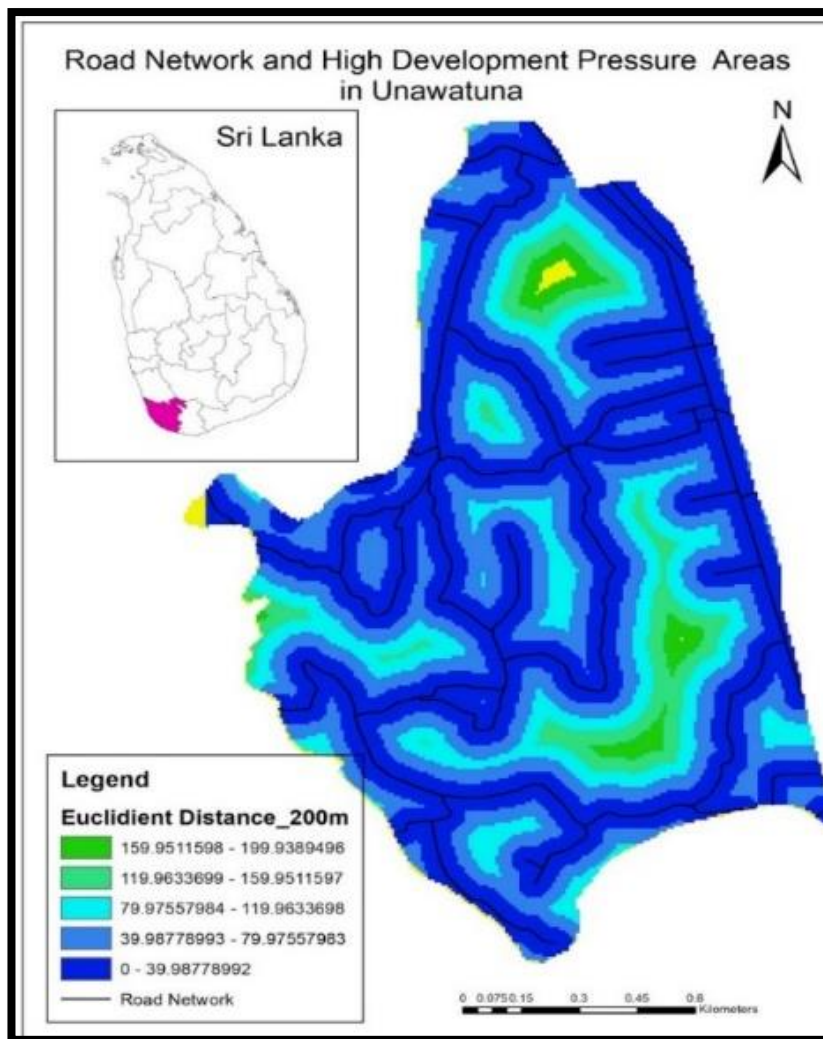 Road Network and High Development Pressure Areas
in Unawatuna
Sri Lanka
N
Legend
Euclidient Distance_200m
159.9511598 - 199.9389496
119.9633699 - 159.9511597
79.97557984 - 119.9633698
39.98778993 - 79.97557983
0 - 39.98778992
Road Network
0 0.075 0.15 0.3 0.45 0.6
Kilometers